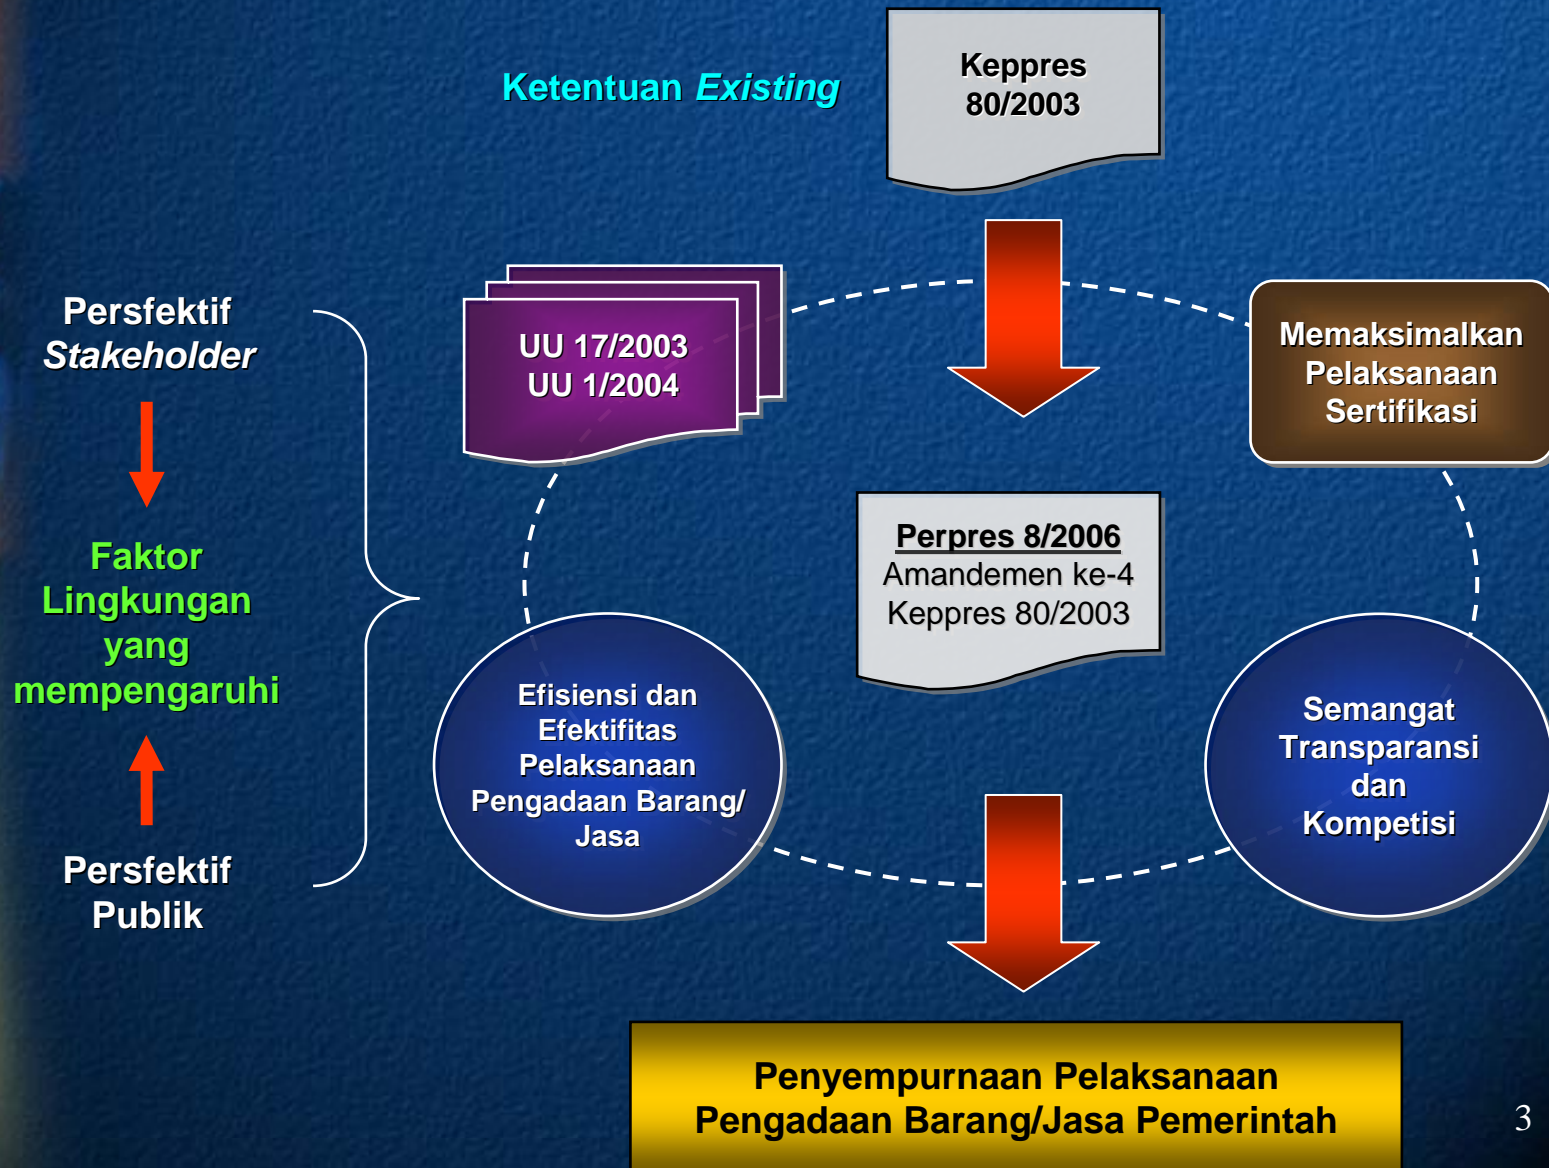 Ketentuan Existing
Keppres
80/2003
Persfektif
Stakeholder
Faktor
Lingkungan
yang
mempengaruhi
Persfektif
Publik
UU 17/2003
UU 1/2004
Memaksimalkan
Pelaksanaan
Sertifikasi
Perpres 8/2006
Amandemen ke-4
Keppres 80/2003
Efisiensi dan
Efektifitas
Pelaksanaan
Pengadaan Barang/
Jasa
Semangat
Transparansi
dan
Kompetisi
Penyempurnaan Pelaksanaan
Pengadaan Barang/Jasa Pemerintah
3